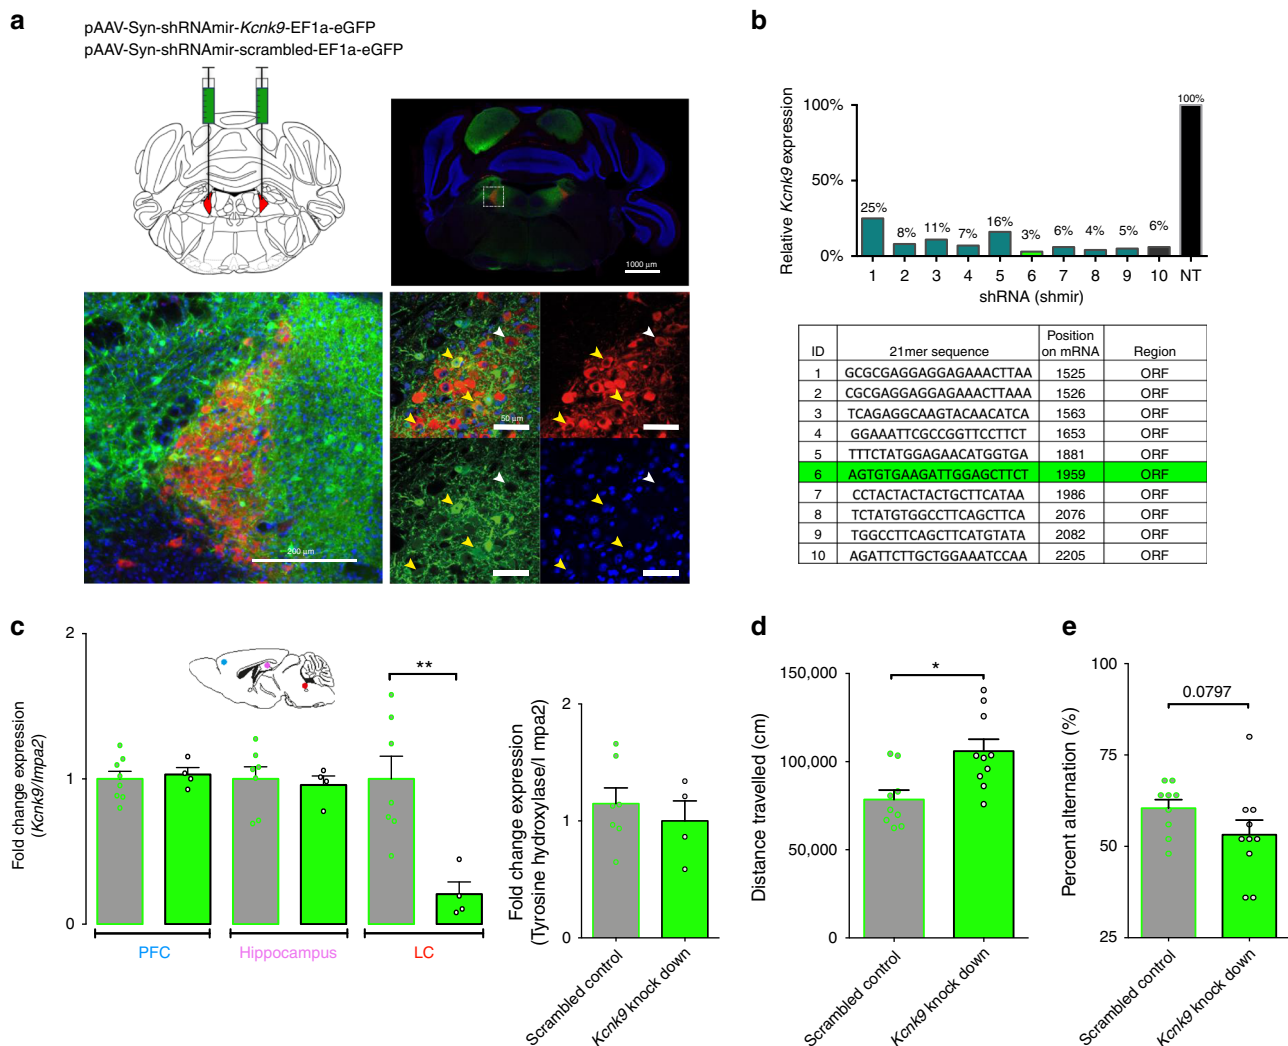 a
pAAV-Syn-shRNAmir-Kcnk9-EF1a-eGFP
pAAV-Syn-shRNAmir-scrambled-EF1a-eGFP
1000 µm
200 µm
50 µm
b
Relative Kcnk9 expression
100%
50%
0%
25%
8%
11%
7%
16%
3%
6%
4%
5%
6%
100%
1 2 3 4 5 6 7 8 9 10 NT
shRNA (shmir)
ID 21mer sequence Position on mRNA Region
1 GCGCGAGGAGGAGAAACTTAA 1525 ORF
2 CGCGAGGAGGAGAAACTTAAA 1526 ORF
3 TCAGAGGCAAGTACAACATCA 1563 ORF
4 GGAAATTCGCCGGTTCCTTCT 1653 ORF
5 TTTCTATGGAGAACATGGTGA 1881 ORF
6 AGTGTGAAGATTGGAGCTTCT 1959 ORF
7 CCTACTACTACTGCTTCATAA 1986 ORF
8 TCTATGTGGCCTTCAGCTTCA 2076 ORF
9 TGGCCTTCAGCTTCATGTATA 2082 ORF
10 AGATTCTTGCTGGAAATCCAA 2205 ORF
c
Fold change expression
(Kcnk9/Impa2)
2
1
0
**
PFC
Hippocampus
LC
Fold change expression
(Tyrosine hydroxylase/I mpa2)
2
1
0
Scrambled control
Kcnk9 knock down
d
Distance travelled (cm)
150,000
100,000
50,000
0
*
Scrambled control
Kcnk9 knock down
e
Percent alternation (%)
100
75
50
25
0.0797
Scrambled control
Kcnk9 knock down